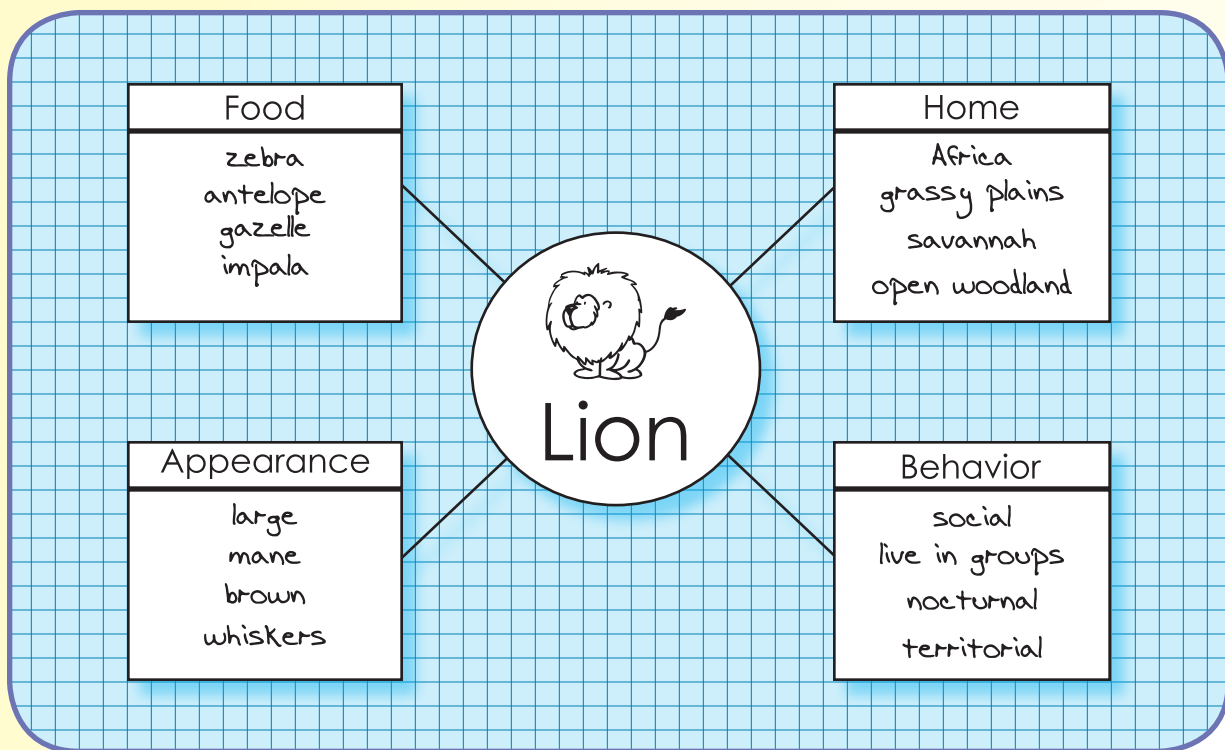 Food
zebra
antelope
gazelle
impala
Home
Africa
grassy plains
savannah
open woodland
Lion
Appearance
large
mane
brown
whiskers
Behavior
social
live in groups
nocturnal
territorial